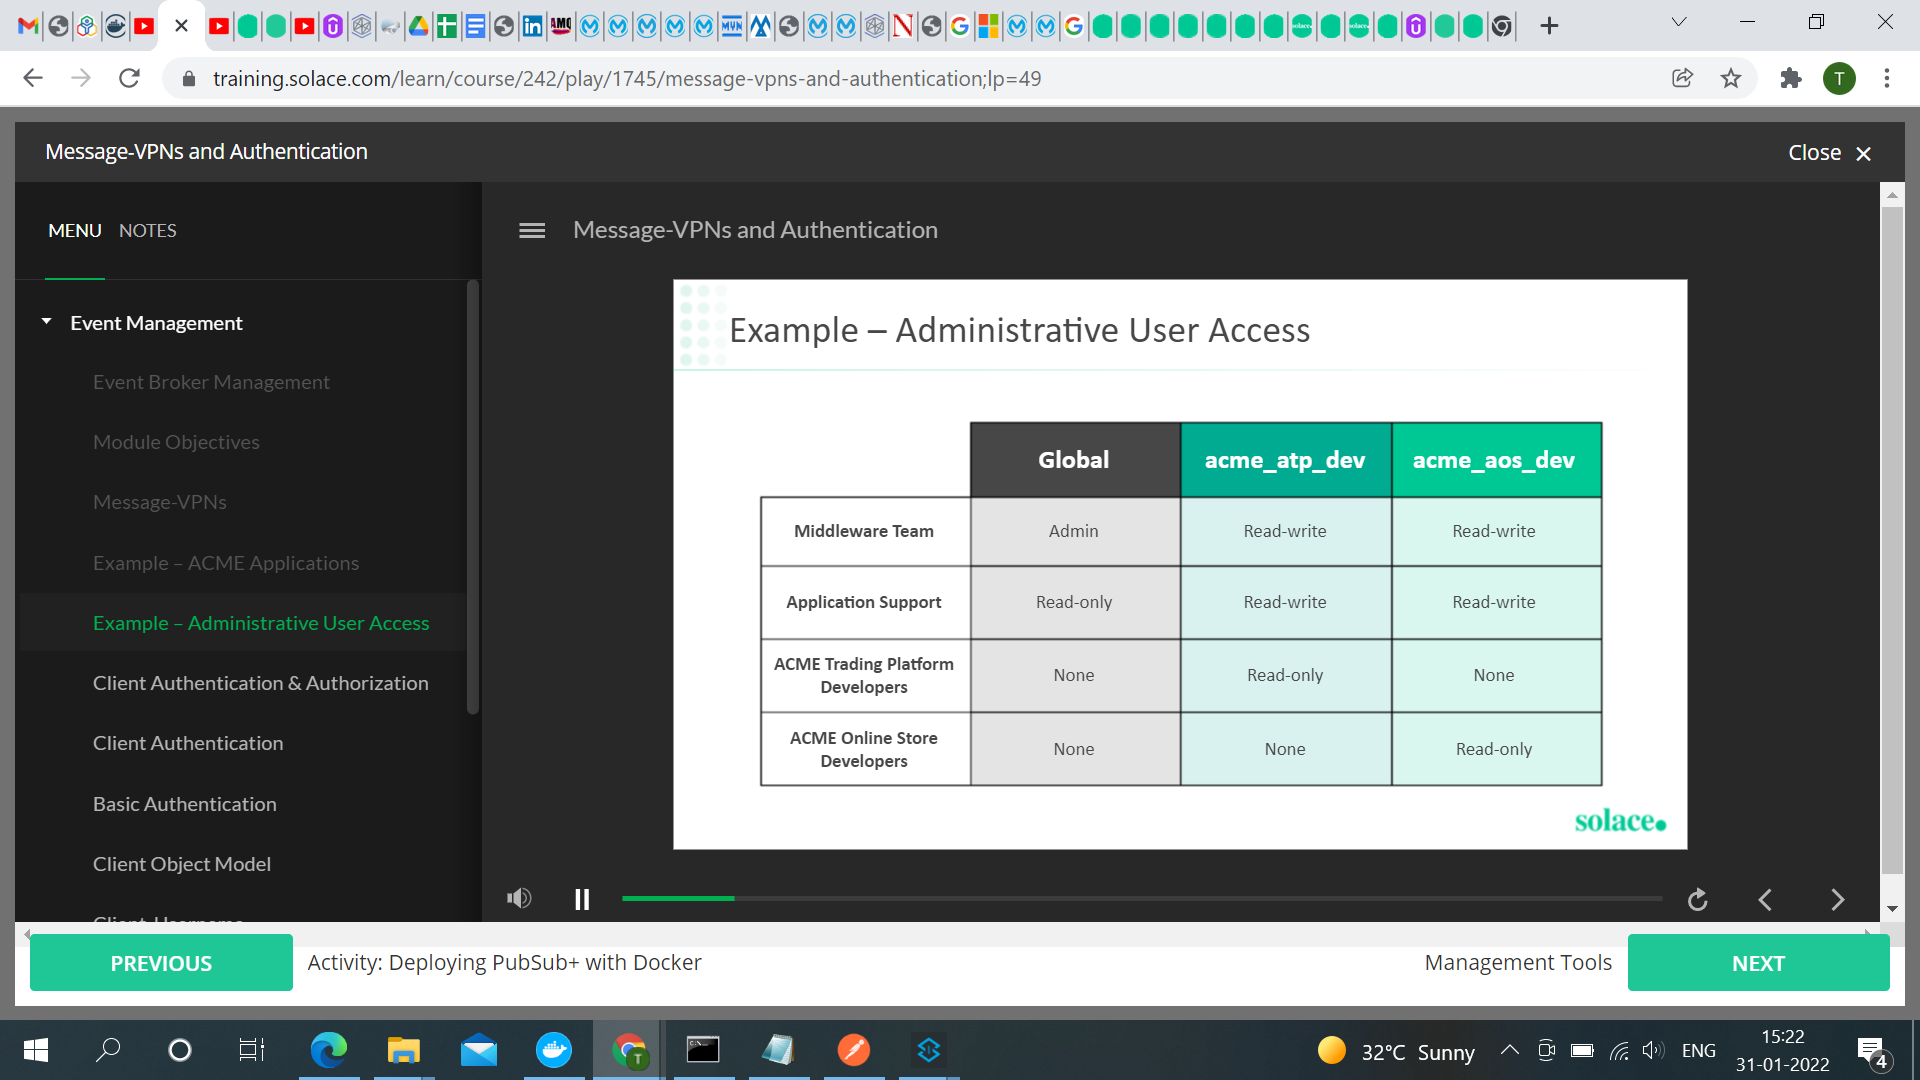 training.solace.com/learn/course/242/play/1745/message-vpns-and-authentication;lp=49
T
Message-VPNs and Authentication
Close
MENU
NOTES
Event Management
Event Broker Management
Module Objectives
Message-VPNs
Example – ACME Applications
Example – Administrative User Access
Client Authentication & Authorization
Client Authentication
Basic Authentication
Client Object Model
Message-VPNs and Authentication
Example – Administrative User Access
Global acme_atp_dev acme_aos_dev
Middleware Team Admin Read-write Read-write
Application Support Read-only Read-write Read-write
ACME Trading Platform Developers None Read-only None
ACME Online Store Developers None None Read-only
solace
PREVIOUS
Activity: Deploying PubSub+ with Docker
Management Tools
NEXT
32°C Sunny
ENG
15:22
31-01-2022
4